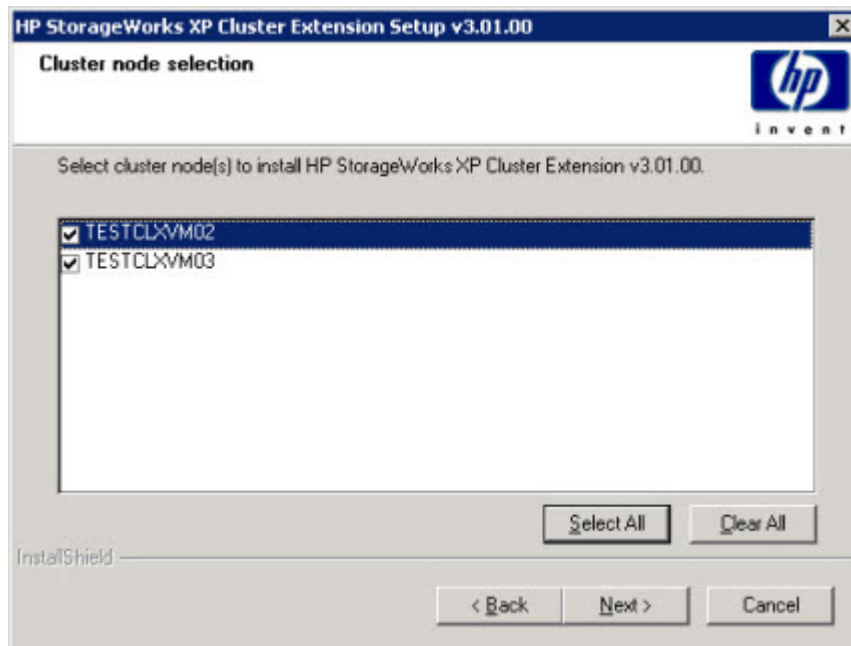 HP StorageWorks XP Cluster Extension Setup v3.01.00
Cluster node selection
hp
invent
Select cluster node(s) to install HP StorageWorks XP Cluster Extension v3.01.00.
TESTCLXVM02
TESTCLXVM03
Select All
Clear All
InstallShield
< Back
Next >
Cancel